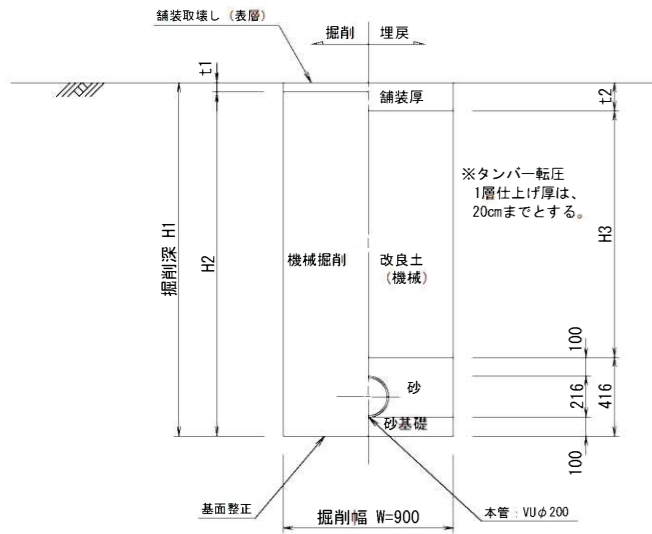 舗装取壊し（表層）
掘削 埋戻
t1
舗装厚
t2
※タンパー転圧
1層仕上げ厚は、
20cmまでとする。
掘削深 H1
H2
機械掘削
改良土
（機械）
H3
100
砂
216
416
砂基礎
100
基面整正
掘削幅 W=900
本管：VUφ200